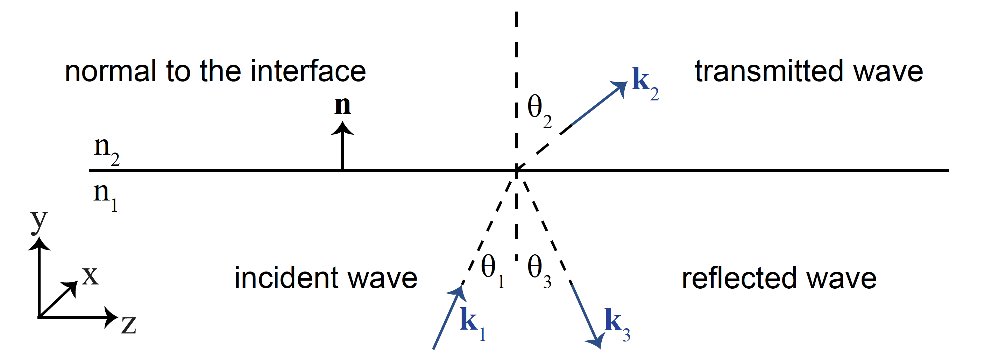 normal to the interface
transmitted wave
k₂
n
θ₂
n₂
n₁
y
x
z
incident wave
θ₁
θ₃
reflected wave
k₁
k₃